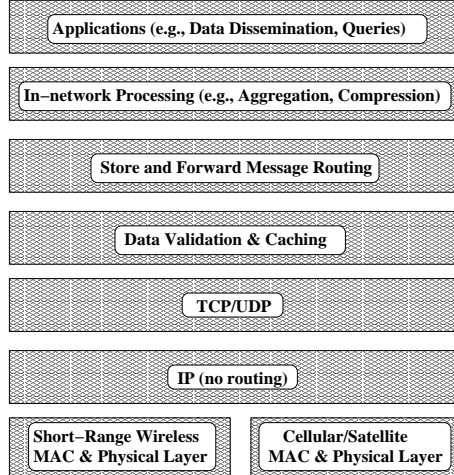 Applications (e.g., Data Dissemination, Queries)
In−network Processing (e.g., Aggregation, Compression)
Store and Forward Message Routing
Data Validation & Caching
TCP/UDP
IP (no routing)
Short−Range Wireless
MAC & Physical Layer
Cellular/Satellite
MAC & Physical Layer